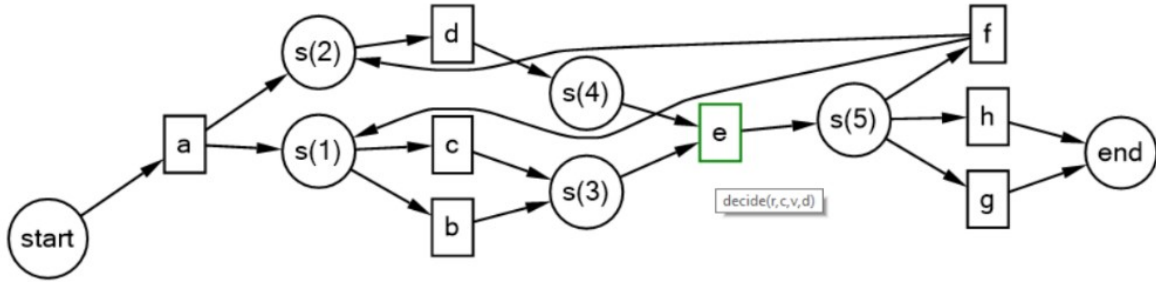 start
a
s(2)
s(1)
d
c
b
s(4)
s(3)
e
decide(r,c,v,d)
s(5)
f
h
g
end